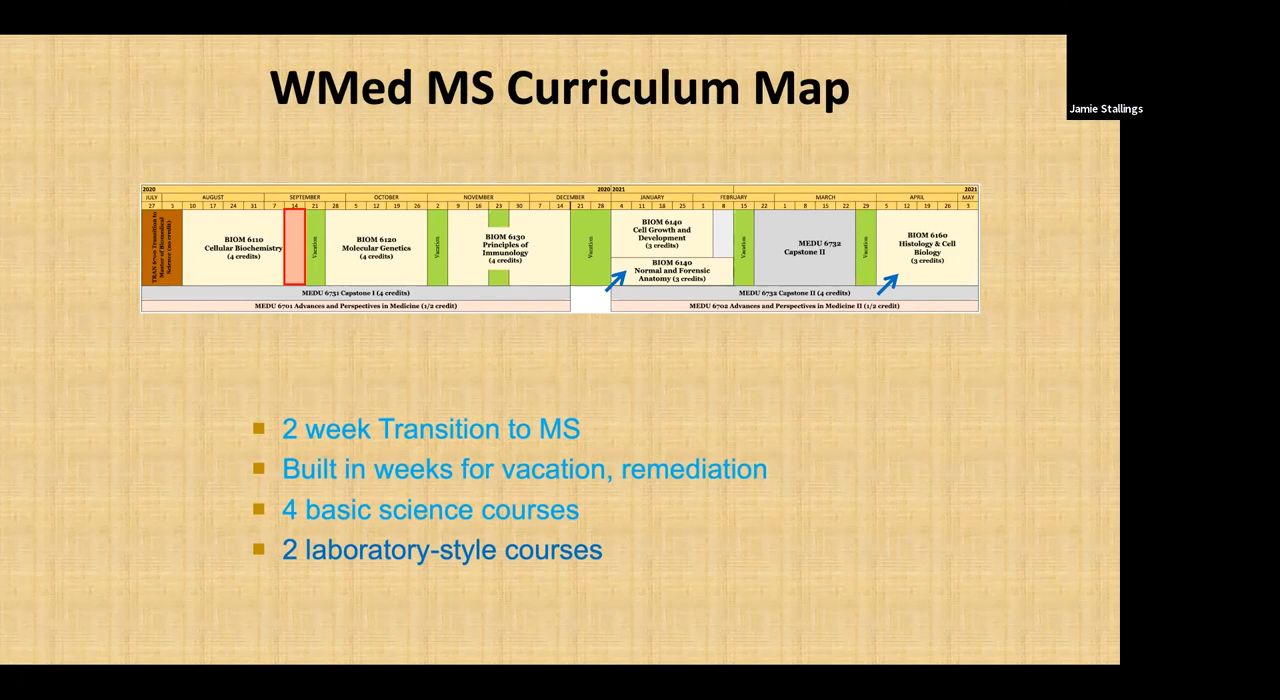 WMed MS Curriculum Map
Jamie Stallings
2020 2020 2021 2021
JULY AUGUST SEPTEMBER OCTOBER NOVEMBER DECEMBER JANUARY FEBRUARY MARCH APRIL MAY
27 3 10 17 24 31 7 14 21 28 5 12 19 26 2 9 16 23 30 7 14 21 28 4 11 18 25 1 8 15 22 1 8 15 22 29 5 12 19 26 3
Master of Biomedical
Science (no credits)
BIOM 6110
Cellular Biochemistry
(4 credits)
Vacation
BIOM 6120
Molecular Genetics
(4 credits)
Vacation
BIOM 6130
Principles of
Immunology
(4 credits)
Vacation
BIOM 6140
Cell Growth and
Development
(3 credits)
BIOM 6140
Normal and Forensic
Anatomy (3 credits)
Vacation
MEDU 6732
Capstone II
Vacation
BIOM 6160
Histology & Cell
Biology
(3 credits)
MEDU 6731 Capstone I (4 credits)
MEDU 6732 Capstone II (4 credits)
MEDU 6701 Advances and Perspectives in Medicine (1/2 credit)
MEDU 6702 Advances and Perspectives in Medicine II (1/2 credit)
2 week Transition to MS
Built in weeks for vacation, remediation
4 basic science courses
2 laboratory-style courses